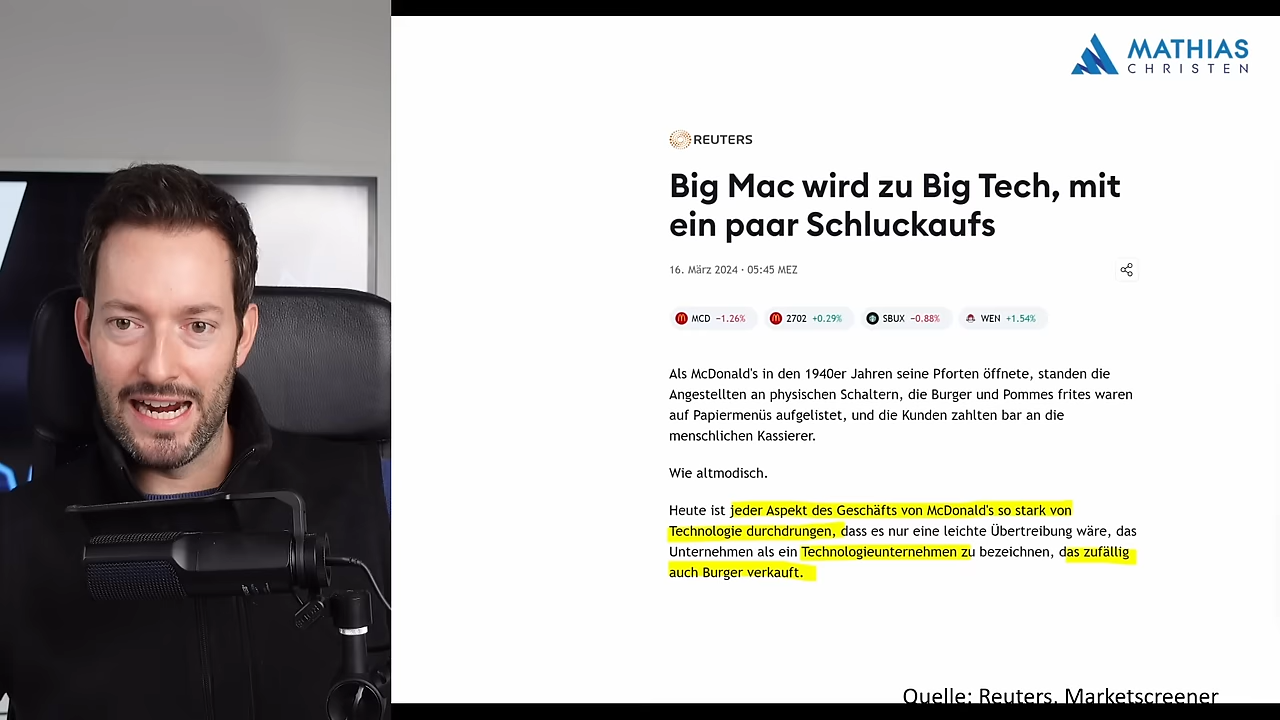 MATHIAS
CHRISTEN
REUTERS
Big Mac wird zu Big Tech, mit
ein paar Schluckaufs
16. März 2024 · 05:45 MEZ
MCD −1.26% 2702 +0.29% SBUX −0.88% WEN +1.54%
Als McDonald's in den 1940er Jahren seine Pforten öffnete, standen die
Angestellten an physischen Schaltern, die Burger und Pommes frites waren
auf Papiermenüs aufgelistet, und die Kunden zahlten bar an die
menschlichen Kassierer.
Wie altmodisch.
Heute ist jeder Aspekt des Geschäfts von McDonald's so stark von
Technologie durchdrungen, dass es nur eine leichte Übertreibung wäre, das
Unternehmen als ein Technologieunternehmen zu bezeichnen, das zufällig
auch Burger verkauft.
Quelle: Reuters, Marketscreener